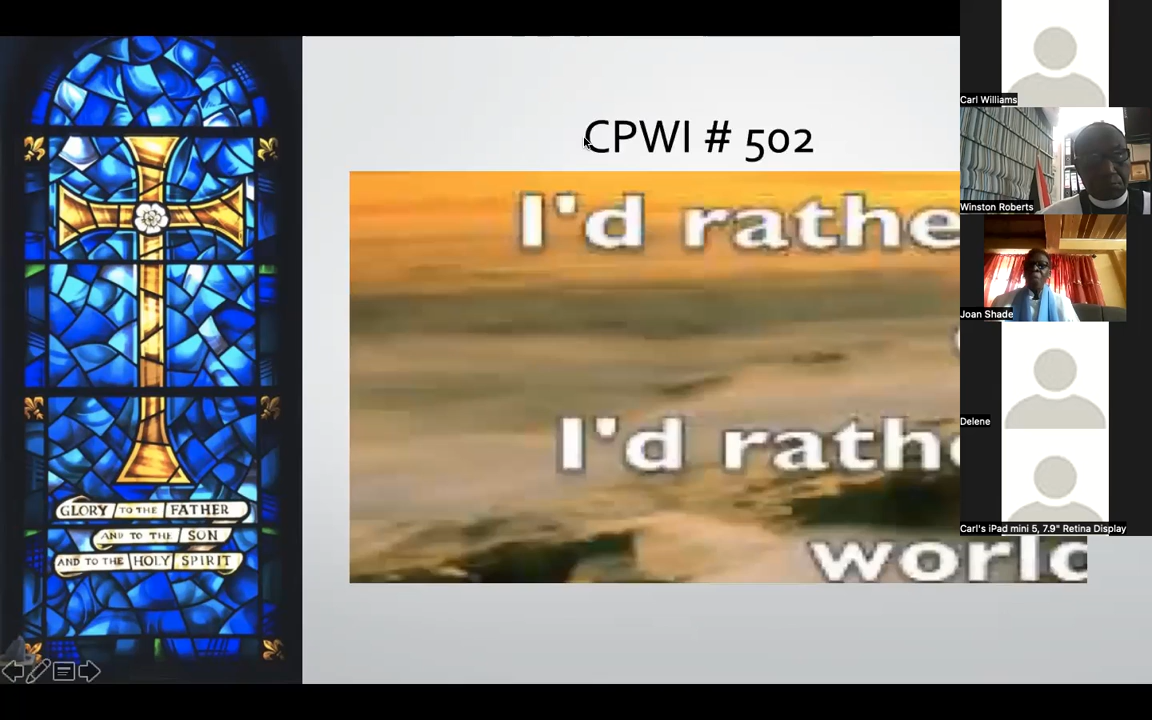 CPWI # 502
I'd rathe
I'd rath
world
GLORY TO THE FATHER
AND TO THE SON
AND TO THE HOLY SPIRIT
Carl Williams
Winston Roberts
Joan Shade
Delene
Carl's iPad mini 5, 7.9" Retina Display